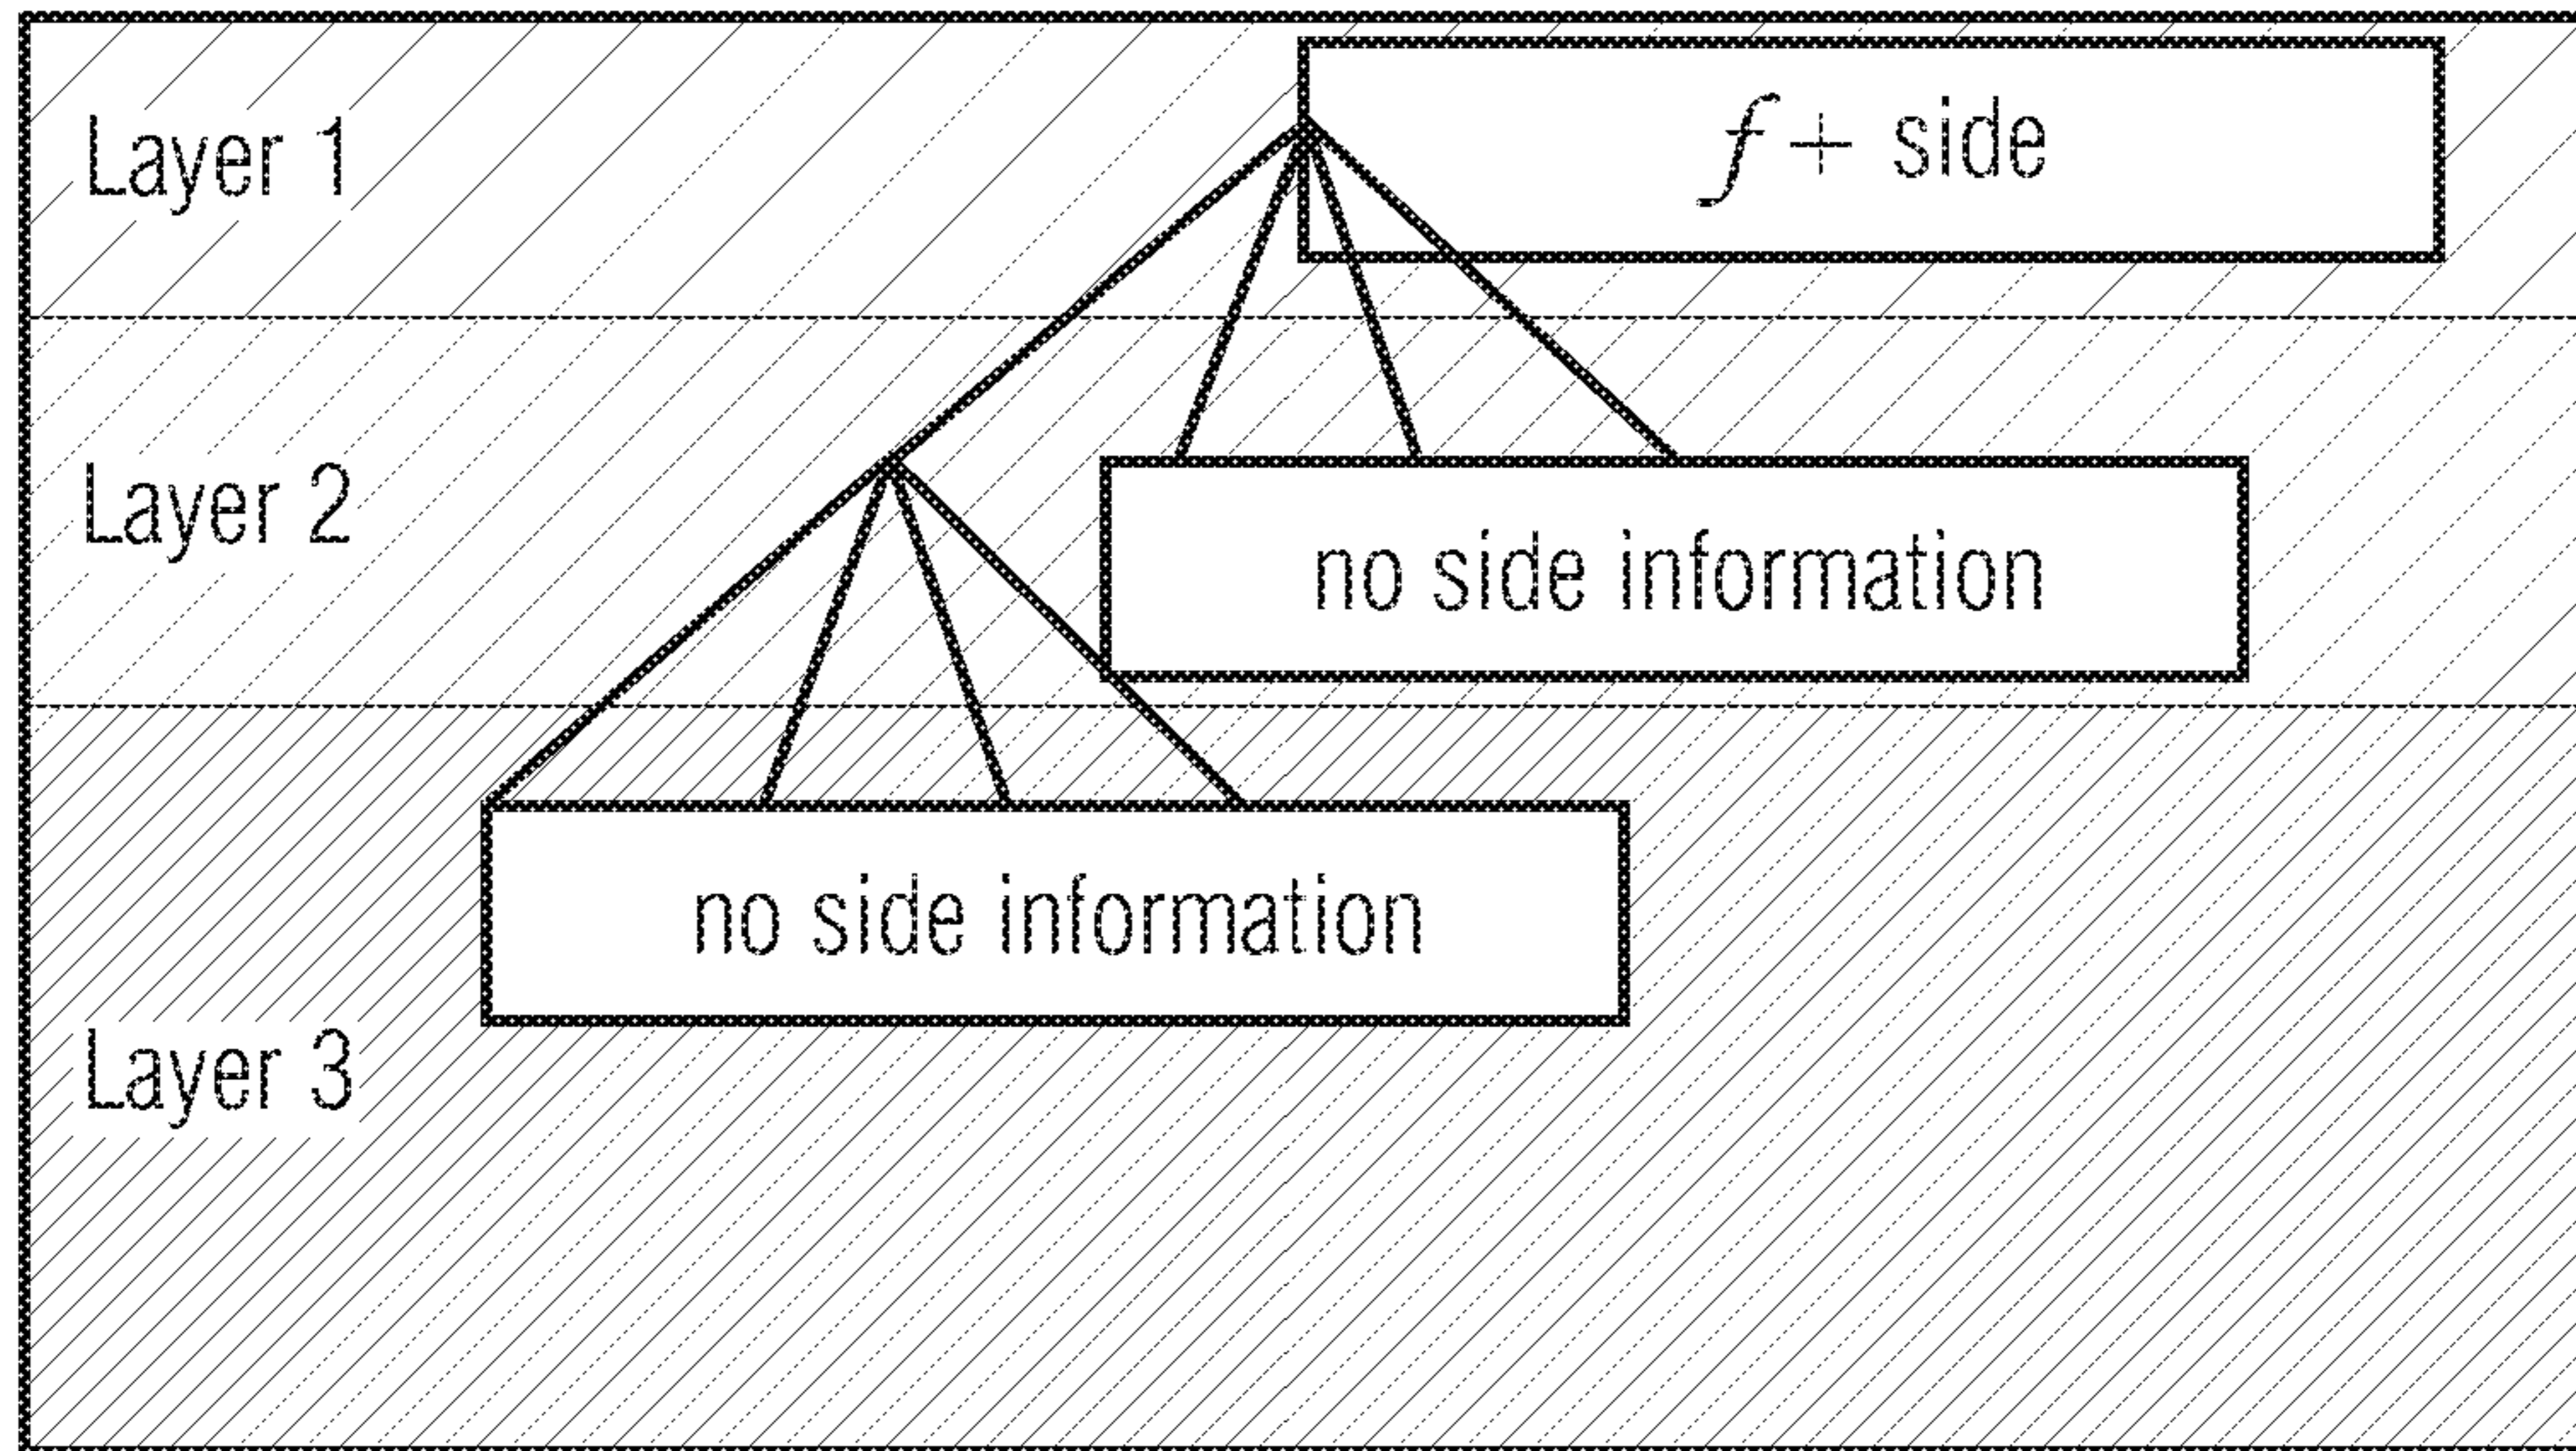 Layer 1
f + side
Layer 2
no side information
no side information
Layer 3